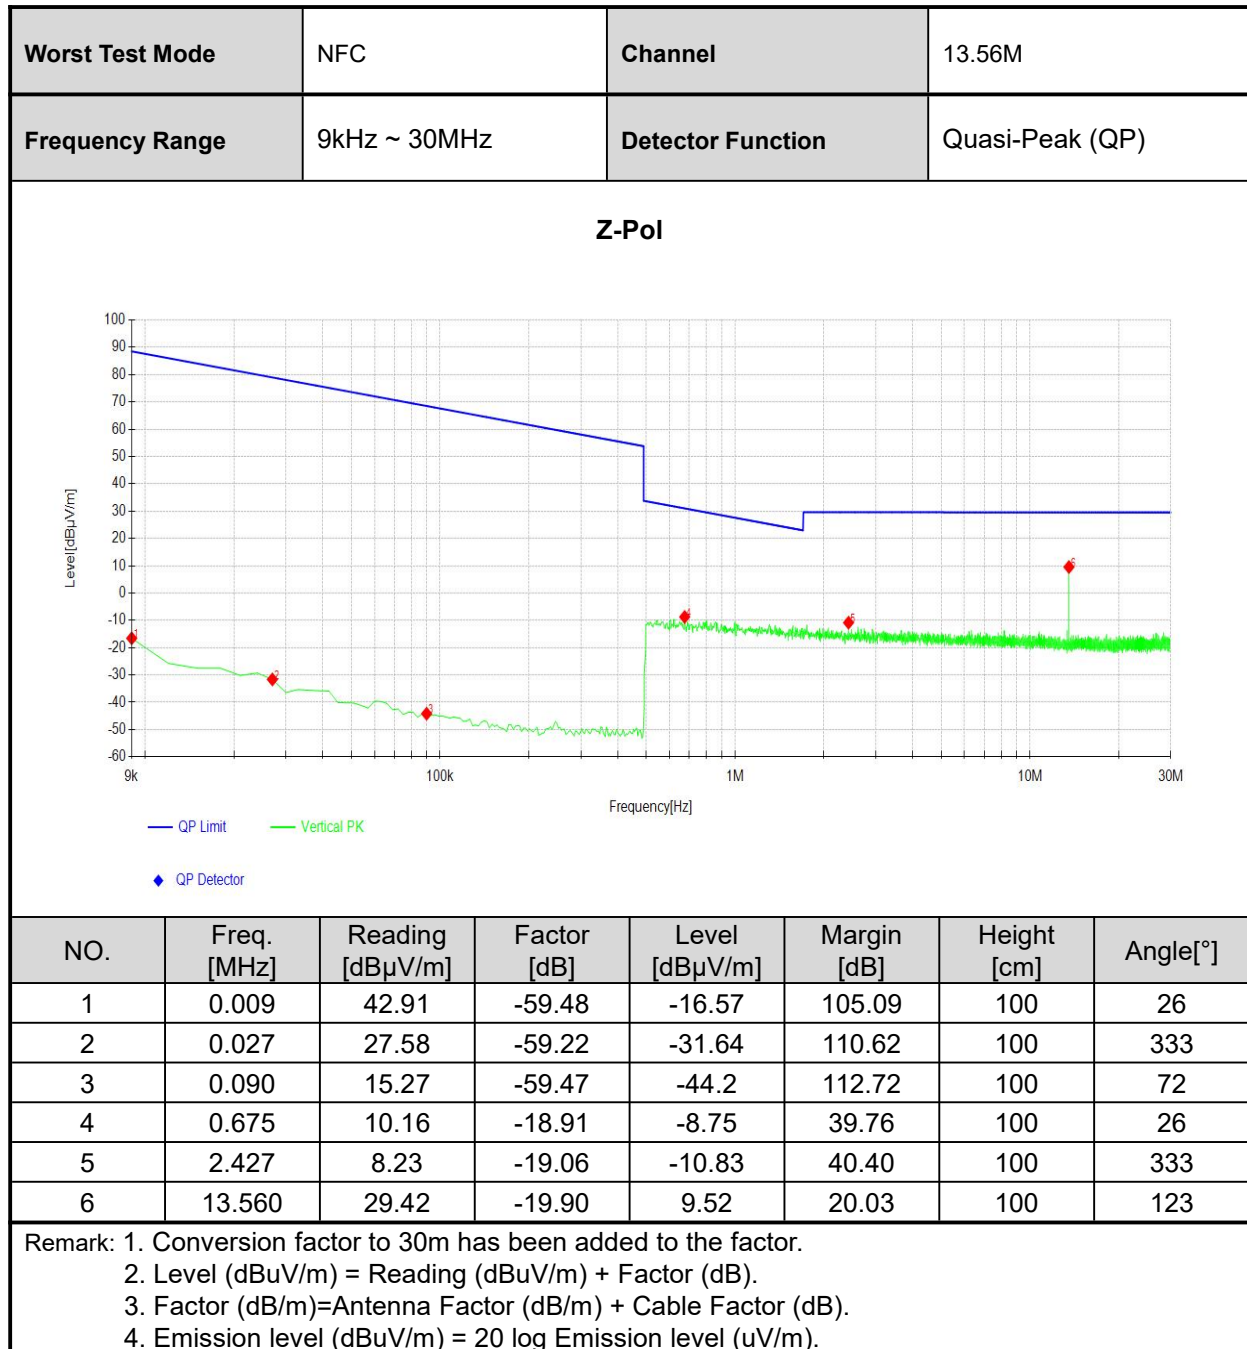 Worst Test Mode NFC Channel 13.56M
Frequency Range 9kHz ~ 30MHz Detector Function Quasi-Peak (QP)
Z-Pol
100
90
80
70
60
50
40
30
20
10
0
-10
-20
-30
-40
-50
-60
Level[dBμV/m]
1
2
3
4
5
6
9k 100k 1M 10M 30M
Frequency[Hz]
QP Limit Vertical PK
QP Detector
NO. Freq. [MHz] Reading [dBμV/m] Factor [dB] Level [dBμV/m] Margin [dB] Height [cm] Angle[°]
1 0.009 42.91 -59.48 -16.57 105.09 100 26
2 0.027 27.58 -59.22 -31.64 110.62 100 333
3 0.090 15.27 -59.47 -44.2 112.72 100 72
4 0.675 10.16 -18.91 -8.75 39.76 100 26
5 2.427 8.23 -19.06 -10.83 40.40 100 333
6 13.560 29.42 -19.90 9.52 20.03 100 123
Remark: 1. Conversion factor to 30m has been added to the factor.
2. Level (dBuV/m) = Reading (dBuV/m) + Factor (dB).
3. Factor (dB/m)=Antenna Factor (dB/m) + Cable Factor (dB).
4. Emission level (dBuV/m) = 20 log Emission level (uV/m).